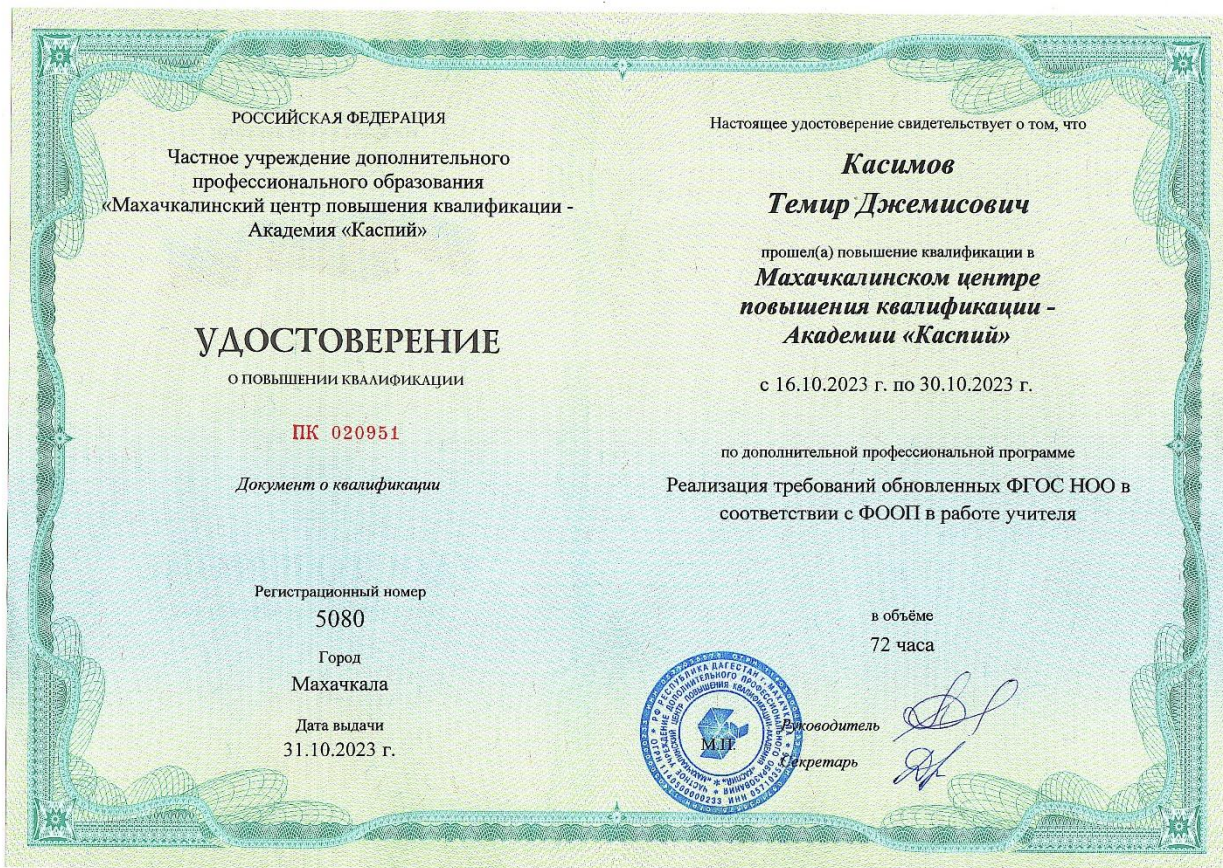 РОССИЙСКАЯ ФЕДЕРАЦИЯ
Частное учреждение дополнительного
профессионального образования
«Махачкалинский центр повышения квалификации -
Академия «Каспий»
УДОСТОВЕРЕНИЕ
О ПОВЫШЕНИИ КВАЛИФИКАЦИИ
ПК 020951
Документ о квалификации
Регистрационный номер
5080
Город
Махачкала
Дата выдачи
31.10.2023 г.
Настоящее удостоверение свидетельствует о том, что
Касимов
Темир Джемисович
прошел(а) повышение квалификации в
Махачкалинском центре
повышения квалификации -
Академии «Каспий»
с 16.10.2023 г. по 30.10.2023 г.
по дополнительной профессиональной программе
Реализация требований обновленных ФГОС НОО в
соответствии с ФООП в работе учителя
в объёме
72 часа
Руководитель
М.П.
Секретарь